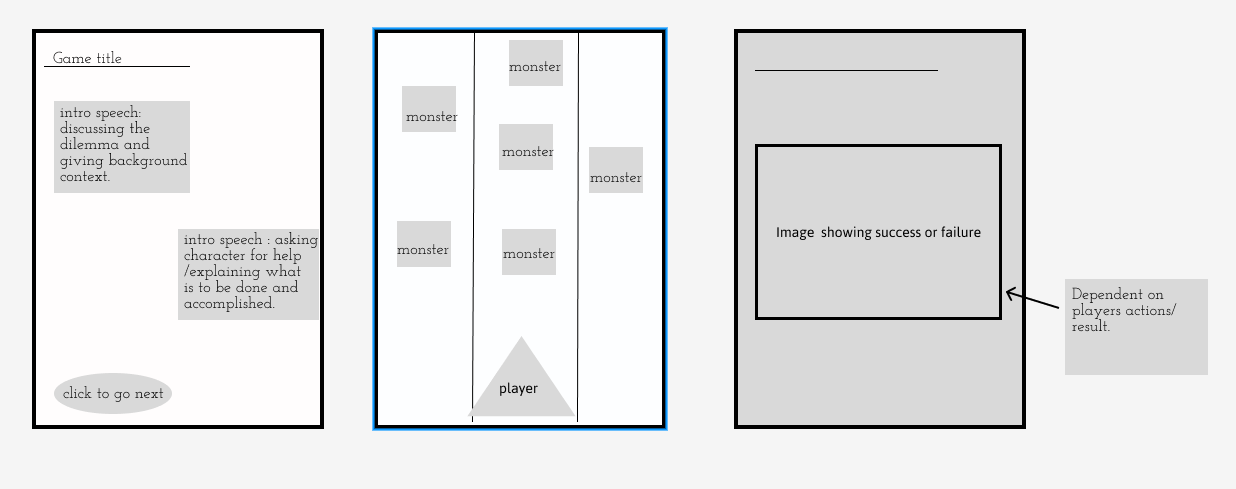 Game title
intro speech:
discussing the
dilemma and
giving background
context.
intro speech : asking
character for help
/explaining what
is to be done and
accomplished.
click to go next
monster
monster
monster
monster
monster
monster
player
Image  showing success or failure
Dependent on
players actions/
result.